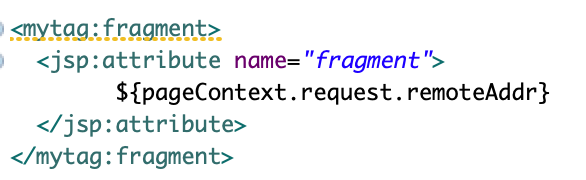 <mytag:fragment>
<jsp:attribute name="fragment">
${pageContext.request.remoteAddr}
</jsp:attribute>
</mytag:fragment>